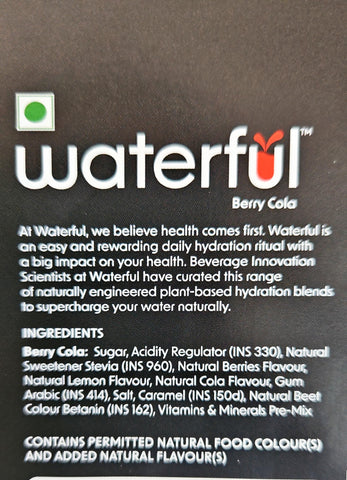 waterful™
Berry Cola
At Waterful, we believe health comes first. Waterful is
an easy and rewarding daily hydration ritual with
a big impact on your health. Beverage Innovation
Scientists at Waterful have curated this range
of naturally engineered plant-based hydration blends
to supercharge your water naturally.
INGREDIENTS
Berry Cola: Sugar, Acidity Regulator (INS 330), Natural
Sweetener Stevia (INS 960), Natural Berries Flavour,
Natural Lemon Flavour, Natural Cola Flavour, Gum
Arabic (INS 414), Salt, Caramel (INS 150d), Natural Beet
Colour Betanin (INS 162), Vitamins & Minerals Pre-Mix
CONTAINS PERMITTED NATURAL FOOD COLOUR(S)
AND ADDED NATURAL FLAVOUR(S)